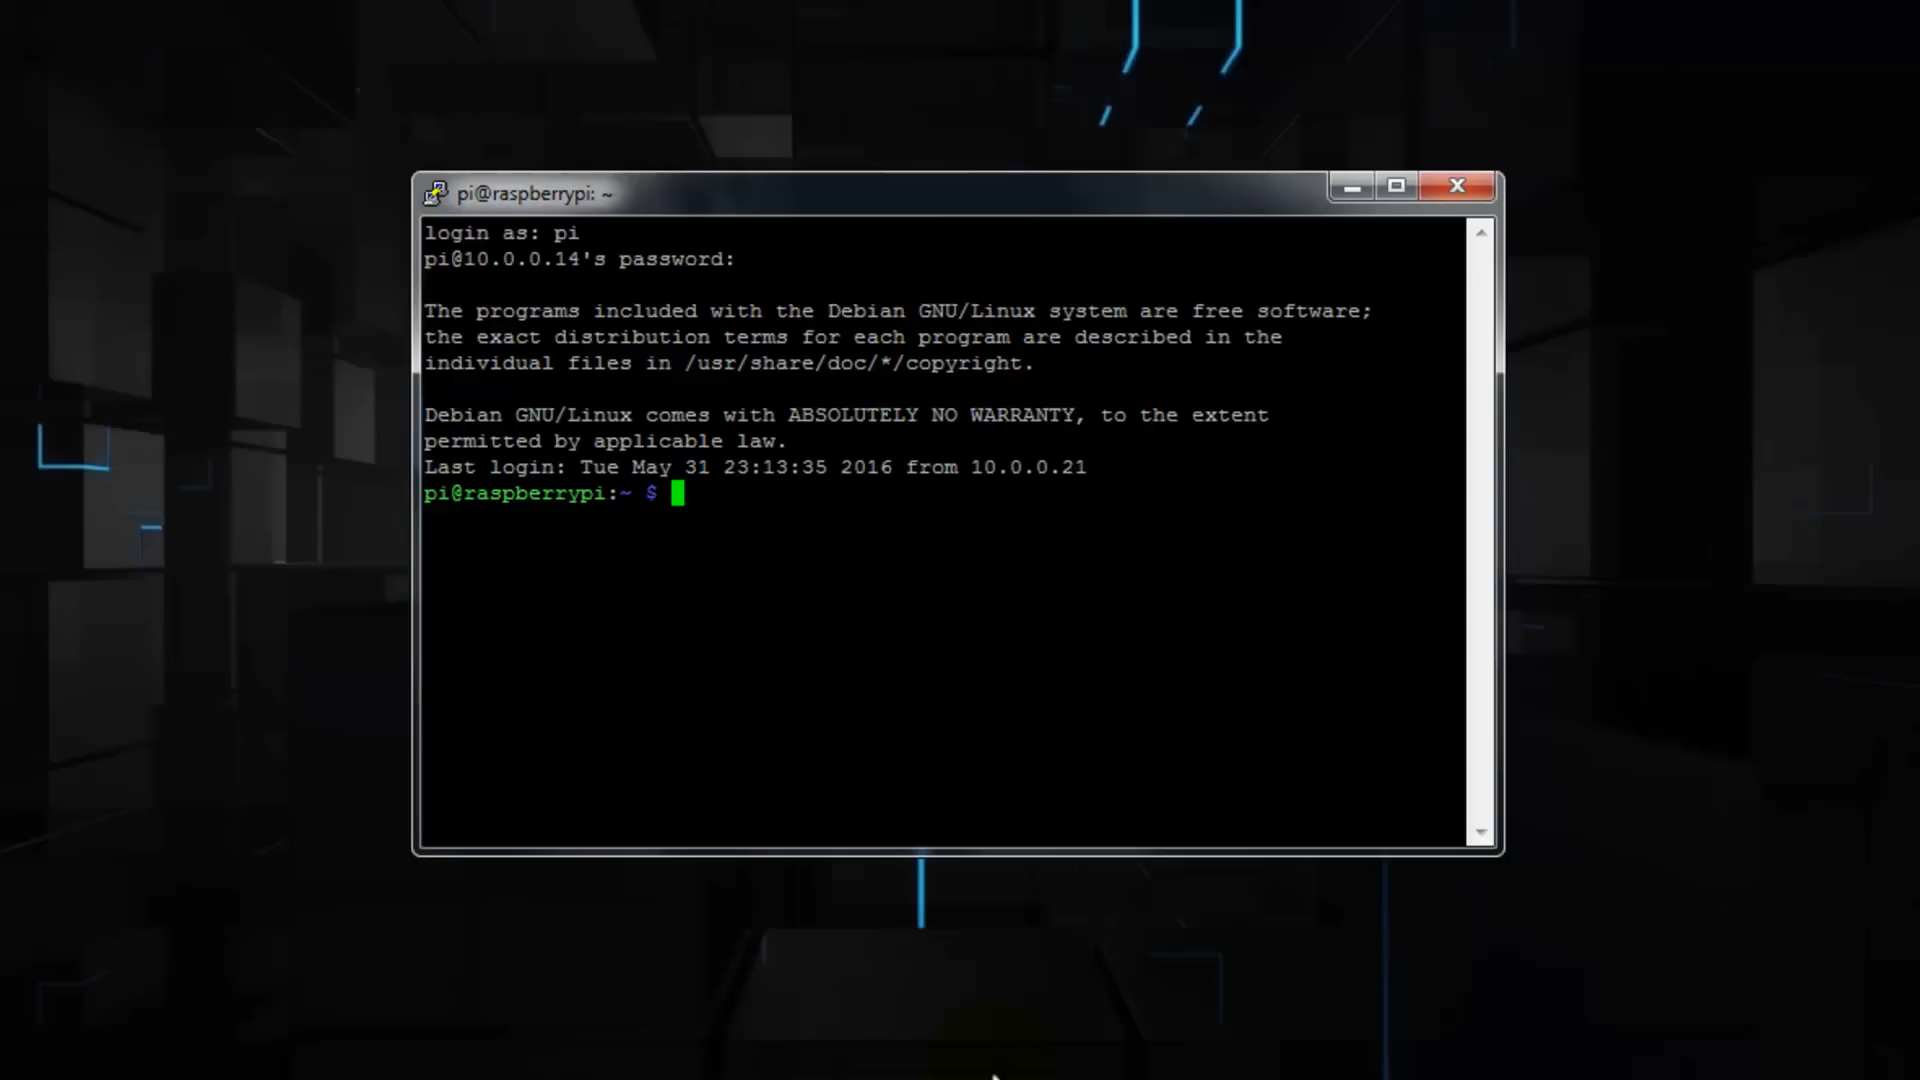 pi@raspberrypi: ~
login as: pi
pi@10.0.0.14's password:
The programs included with the Debian GNU/Linux system are free software;
the exact distribution terms for each program are described in the
individual files in /usr/share/doc/*/copyright.
Debian GNU/Linux comes with ABSOLUTELY NO WARRANTY, to the extent
permitted by applicable law.
Last login: Tue May 31 23:13:35 2016 from 10.0.0.21
pi@raspberrypi:~ $